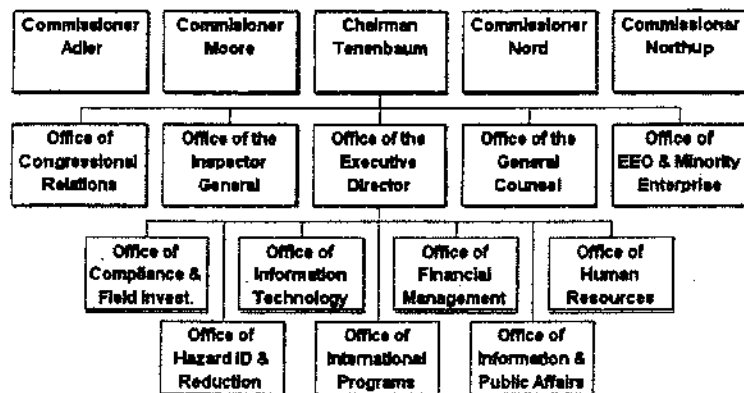 Commissioner
Adler
Commissioner
Moore
Chairman
Tenenbaum
Commissioner
Nord
Commissioner
Northup
Office of
Congressional
Relations
Office of the
Inspector
General
Office of the
Executive
Director
Office of the
General
Counsel
Office of
EEO & Minority
Enterprise
Office of
Compliance &
Field Invest.
Office of
Information
Technology
Office of
Financial
Management
Office of
Human
Resources
Office of
Hazard ID &
Reduction
Office of
International
Programs
Office of
Information &
Public Affairs